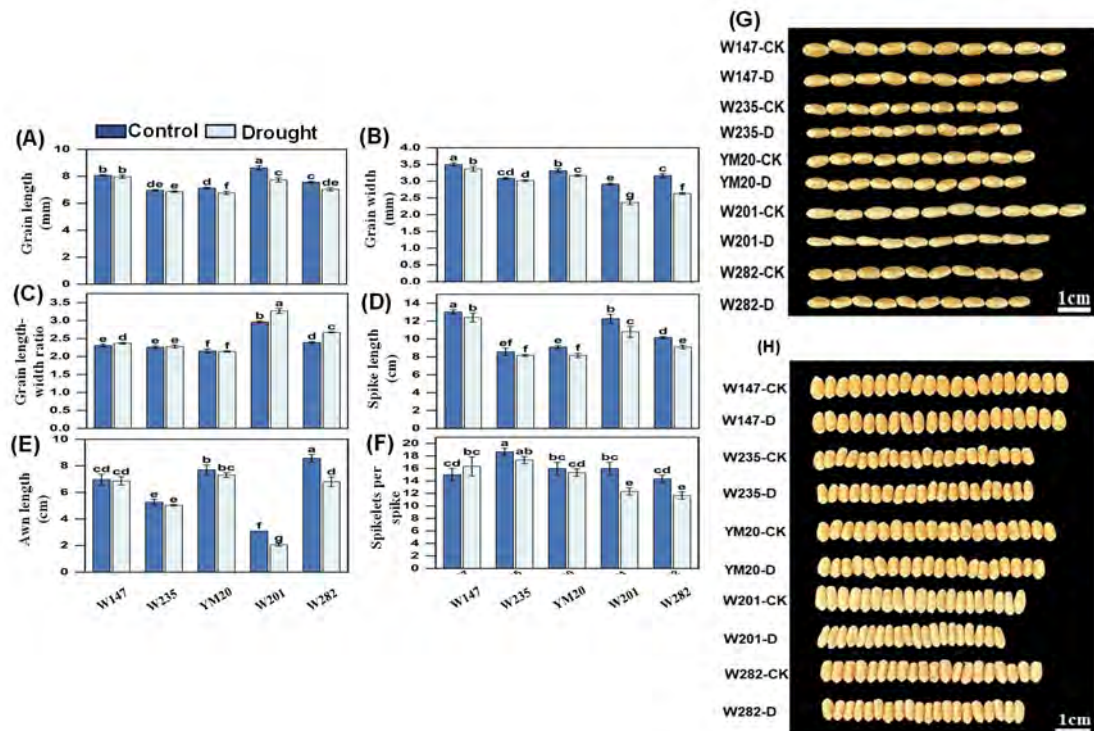 (A)
Control
Drought
Grain length
(mm)
10
8
6
4
2
0
b
b
de
e
d
f
a
c
c
de
(B)
Grain width
(mm)
4.0
3.5
3.0
2.5
2.0
1.5
1.0
0.5
0.0
a
b
cd
d
b
c
e
g
c
f
(C)
Grain length-
width ratio
3.5
3.0
2.5
2.0
1.5
1.0
0.5
0.0
e
d
e
e
f
f
b
a
d
c
(D)
Spike length
(cm)
14
12
10
8
6
4
2
0
a
b
ef
f
e
f
b
c
d
e
(E)
Awn length
(cm)
10
8
6
4
2
0
cd
cd
e
e
b
bc
f
g
a
d
W147
W235
YM20
W201
W282
(F)
Spikelets per
spike
20
18
16
14
12
10
8
6
4
2
0
cd
bc
a
ab
bc
cd
bc
e
cd
e
W147
W235
YM20
W201
W282
(G)
W147-CK
W147-D
W235-CK
W235-D
YM20-CK
YM20-D
W201-CK
W201-D
W282-CK
W282-D
1cm
(H)
W147-CK
W147-D
W235-CK
W235-D
YM20-CK
YM20-D
W201-CK
W201-D
W282-CK
W282-D
1cm